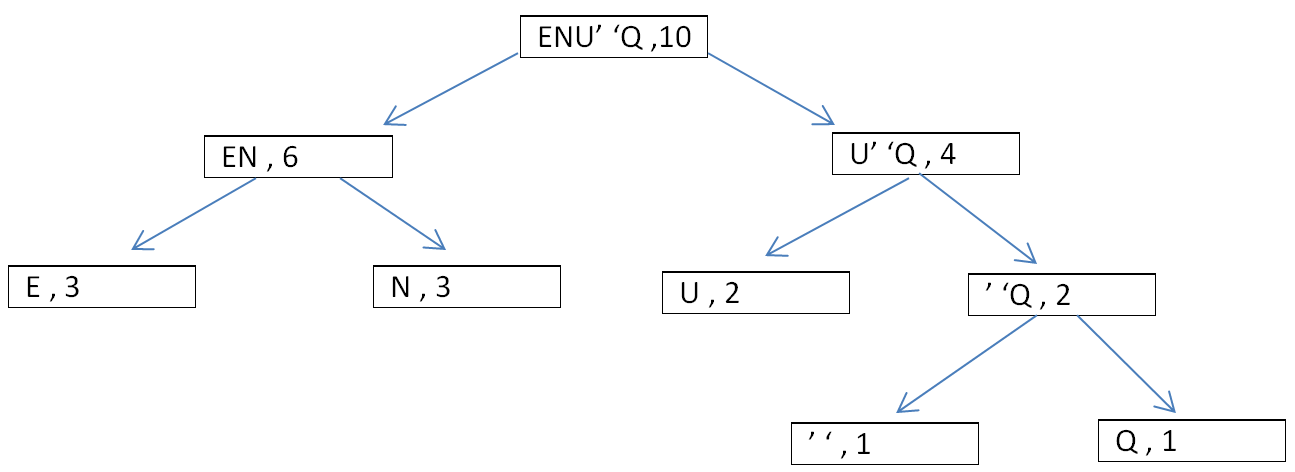 ENU’ ‘Q ,10
EN , 6
U’ ‘Q , 4
E , 3
N , 3
U , 2
’ ‘Q , 2
’ ‘ , 1
Q , 1